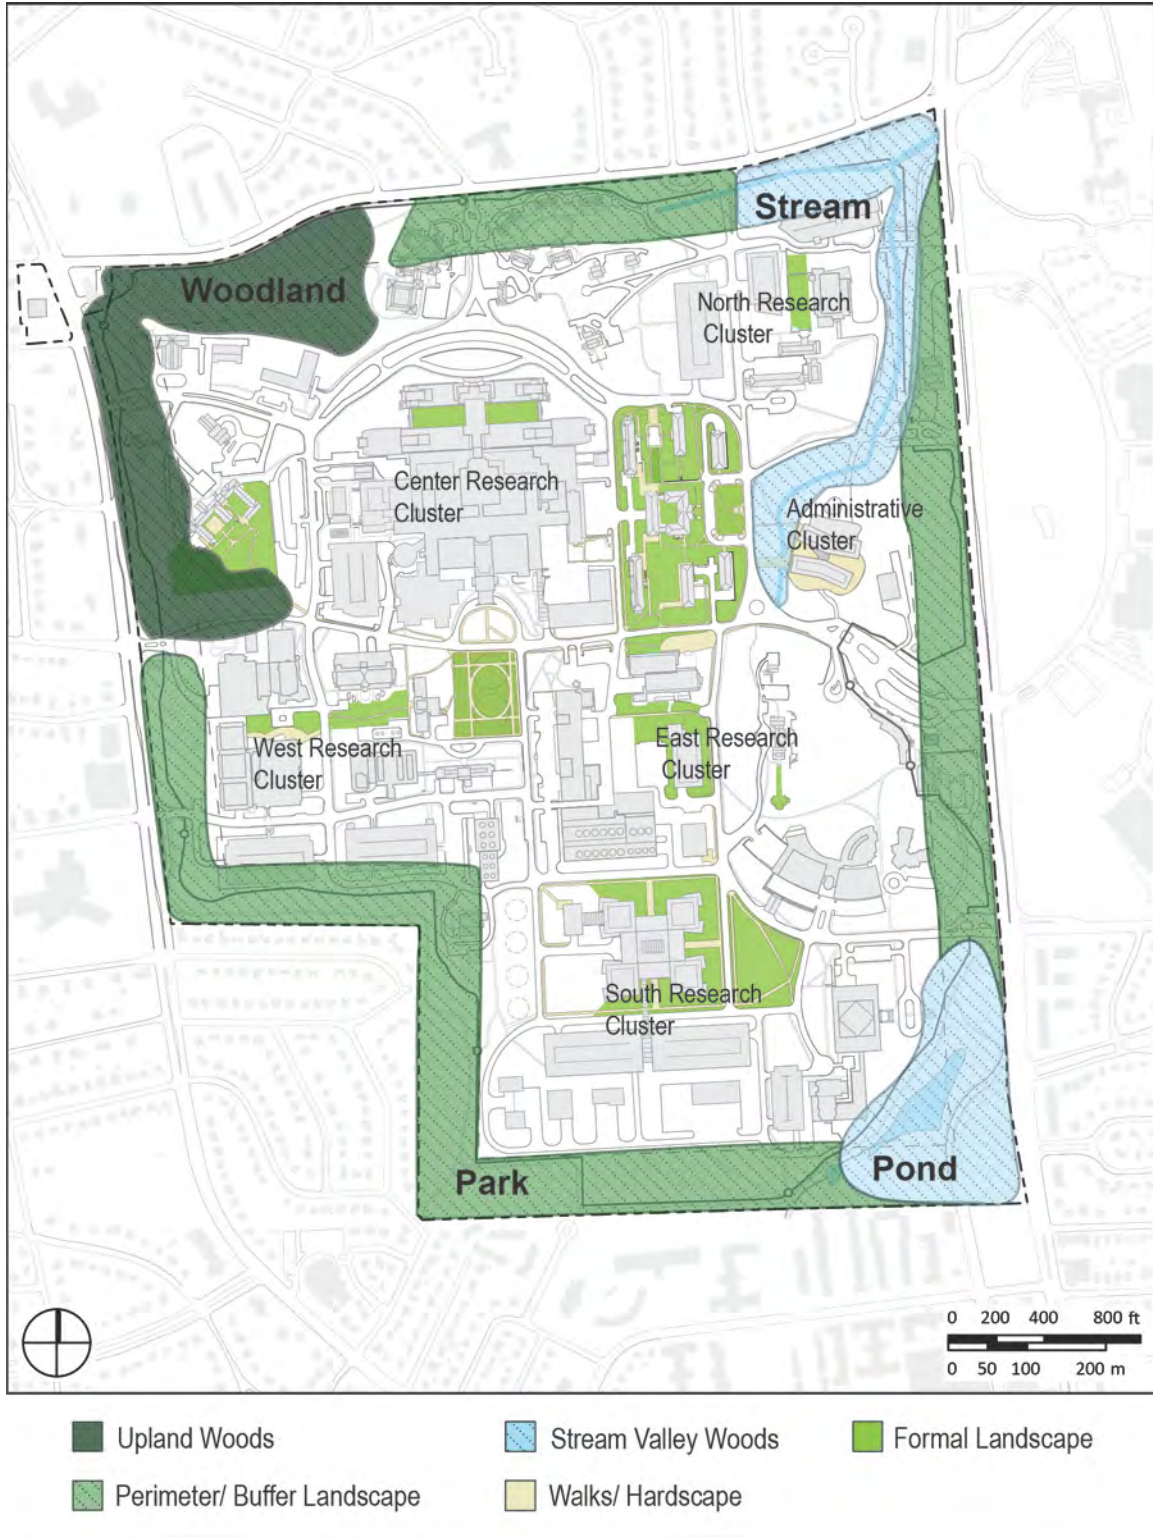 Stream
Woodland
North Research
Cluster
Center Research
Cluster
Administrative
Cluster
West Research
Cluster
East Research
Cluster
South Research
Cluster
Park
Pond
0 200 400 800 ft
0 50 100 200 m
Upland Woods
Stream Valley Woods
Formal Landscape
Perimeter/ Buffer Landscape
Walks/ Hardscape